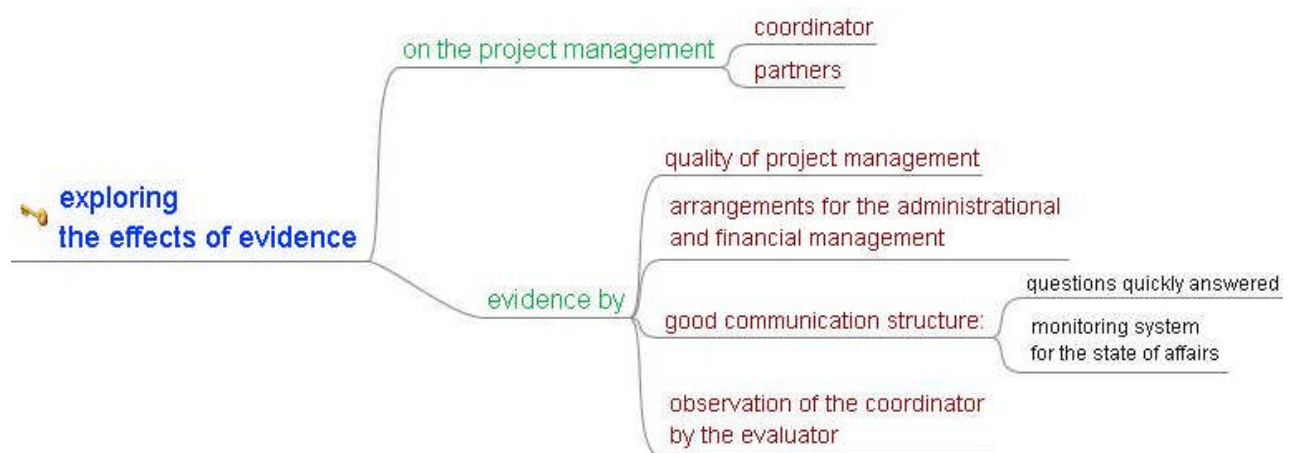 exploring
the effects of evidence
on the project management
coordinator
partners
evidence by
quality of project management
arrangements for the administrational
and financial management
good communication structure:
questions quickly answered
monitoring system
for the state of affairs
observation of the coordinator
by the evaluator